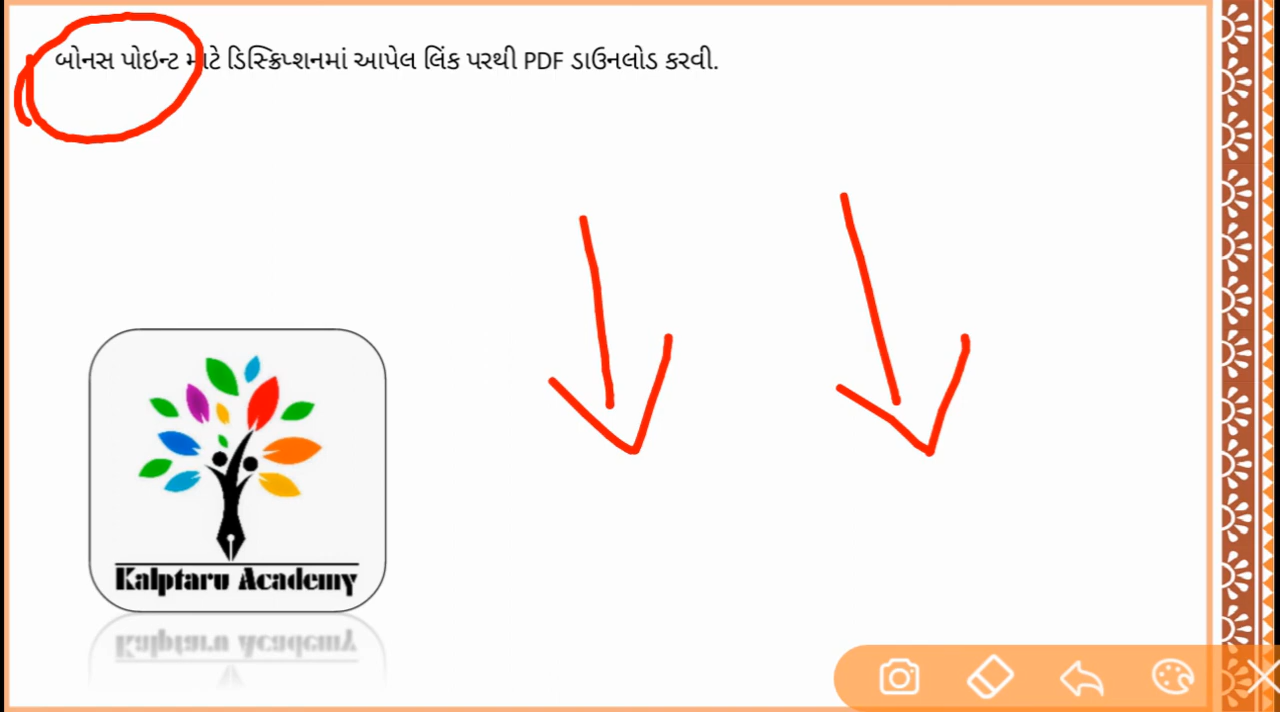 બોનસ પોઇન્ટ માટે ડિસ્ક્રિપ્શનમાં આપેલ લિંક પરથી PDF ડાઉનલોડ કરવી.
Kalptaru Academy